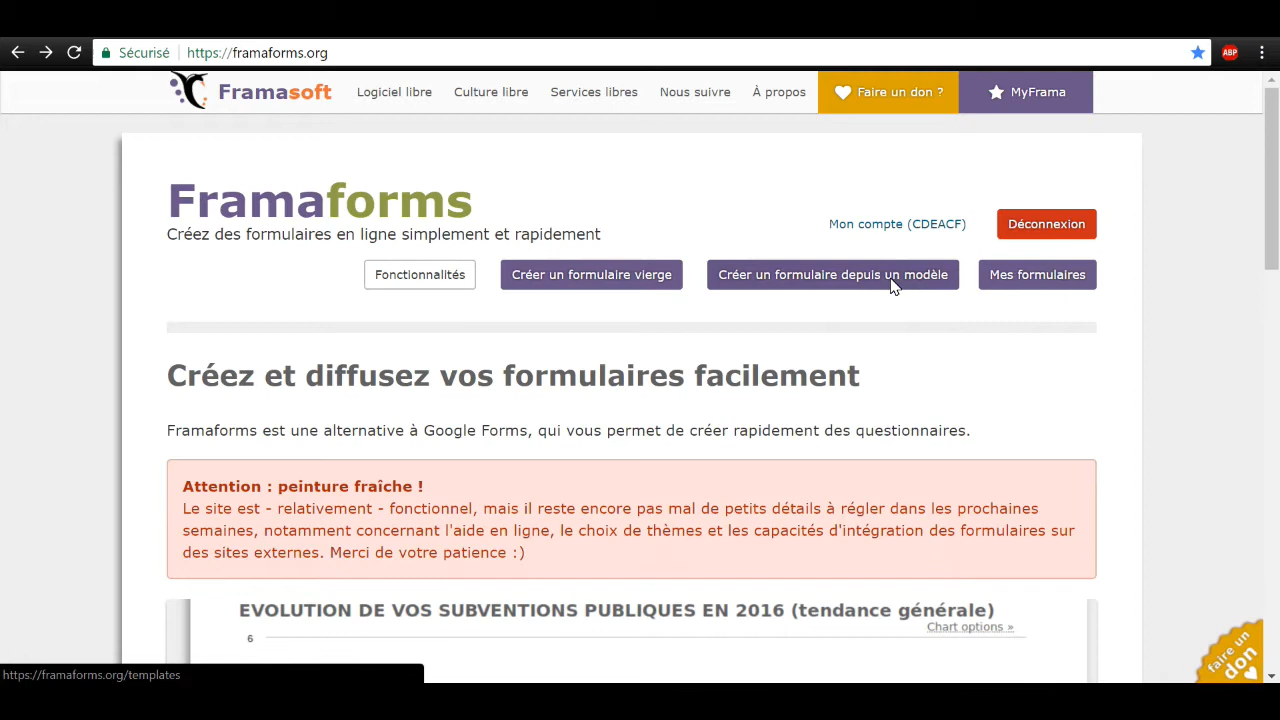 Sécurisé https://framaforms.org ABP
Framasoft Logiciel libre Culture libre Services libres Nous suivre À propos Faire un don ? MyFrama
Framaforms
Créez des formulaires en ligne simplement et rapidement
Mon compte (CDEACF) Déconnexion
Fonctionnalités Créer un formulaire vierge Créer un formulaire depuis un modèle Mes formulaires
Créez et diffusez vos formulaires facilement
Framaforms est une alternative à Google Forms, qui vous permet de créer rapidement des questionnaires.
Attention : peinture fraîche !
Le site est - relativement - fonctionnel, mais il reste encore pas mal de petits détails à régler dans les prochaines
semaines, notamment concernant l'aide en ligne, le choix de thèmes et les capacités d'intégration des formulaires sur
des sites externes. Merci de votre patience :)
EVOLUTION DE VOS SUBVENTIONS PUBLIQUES EN 2016 (tendance générale)
Chart options »
6
faire un
don
https://framaforms.org/templates